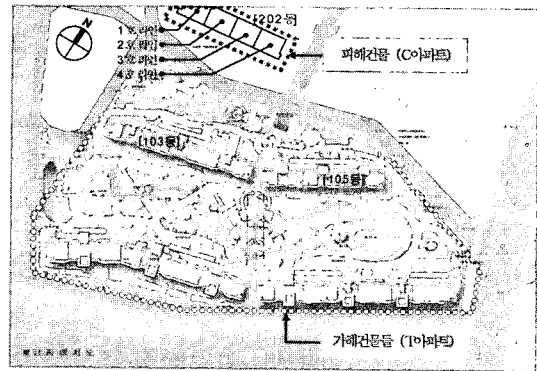 N
[202동]
1호라인
2호라인
3호라인
4호라인
피해건물 (C아파트)
[103동]
[105동]
가해건물들 (T아파트)